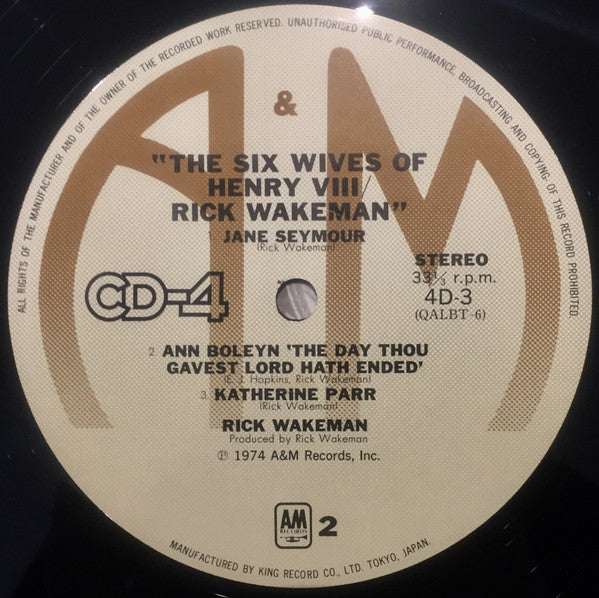 ALL RIGHTS OF THE MANUFACTURER AND OF THE OWNER OF THE RECORDED WORK RESERVED. UNAUTHORISED PUBLIC PERFORMANCE, BROADCASTING AND COPYING: OF THIS RECORD PROHIBITED.
A & M
"THE SIX WIVES OF
HENRY VIII/
RICK WAKEMAN"
JANE SEYMOUR
(Rick Wakeman)
CD-4
STEREO
33⅓ r.p.m.
4D-3
(QALBT-6)
2. ANN BOLEYN 'THE DAY THOU
GAVEST LORD HATH ENDED'
(E. J. Hopkins, Rick Wakeman)
3. KATHERINE PARR
(Rick Wakeman)
RICK WAKEMAN
Produced by Rick Wakeman
℗ 1974 A&M Records, Inc.
AM
RECORDS
2
MANUFACTURED BY KING RECORD CO., LTD. TOKYO, JAPAN.